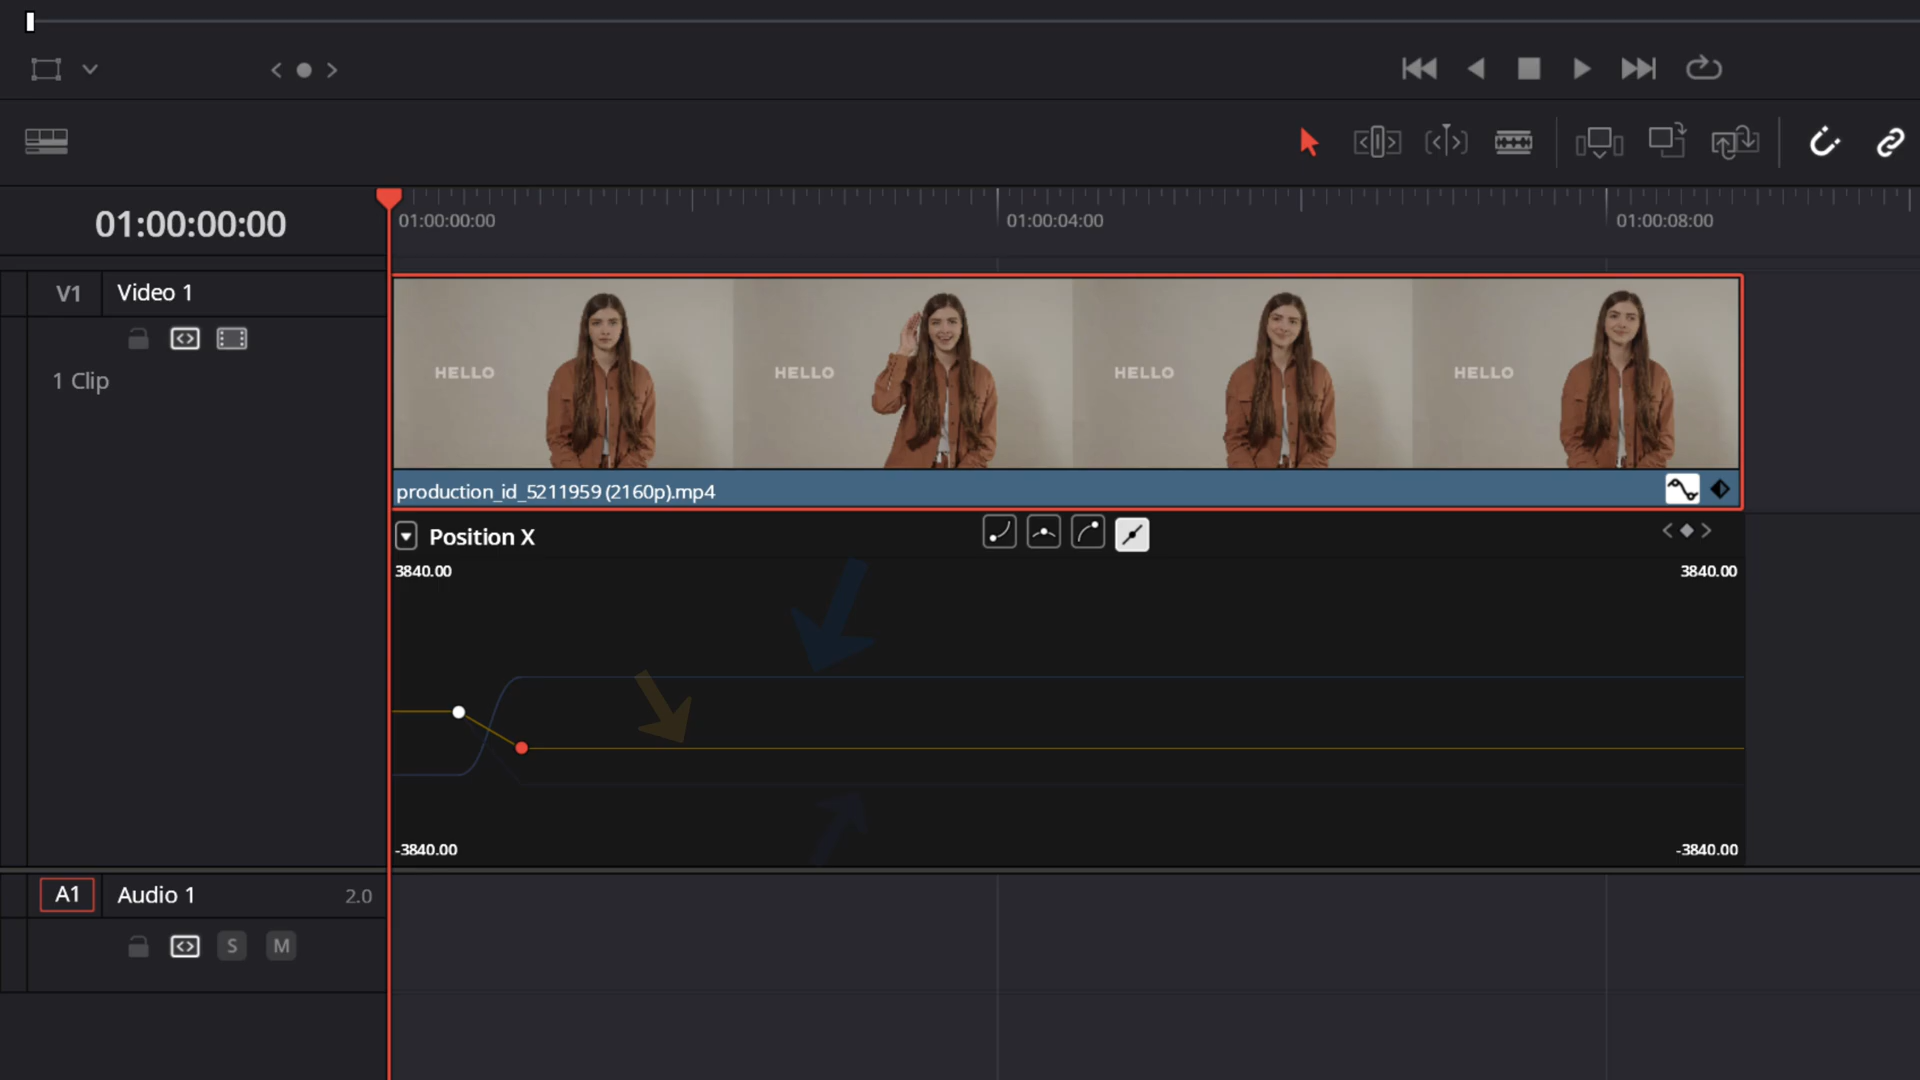 01:00:00:00
01:00:00:00
01:00:04:00
01:00:08:00
V1
Video 1
1 Clip
HELLO
HELLO
HELLO
HELLO
production_id_5211959 (2160p).mp4
Position X
3840.00
3840.00
-3840.00
-3840.00
A1
Audio 1
2.0
S
M